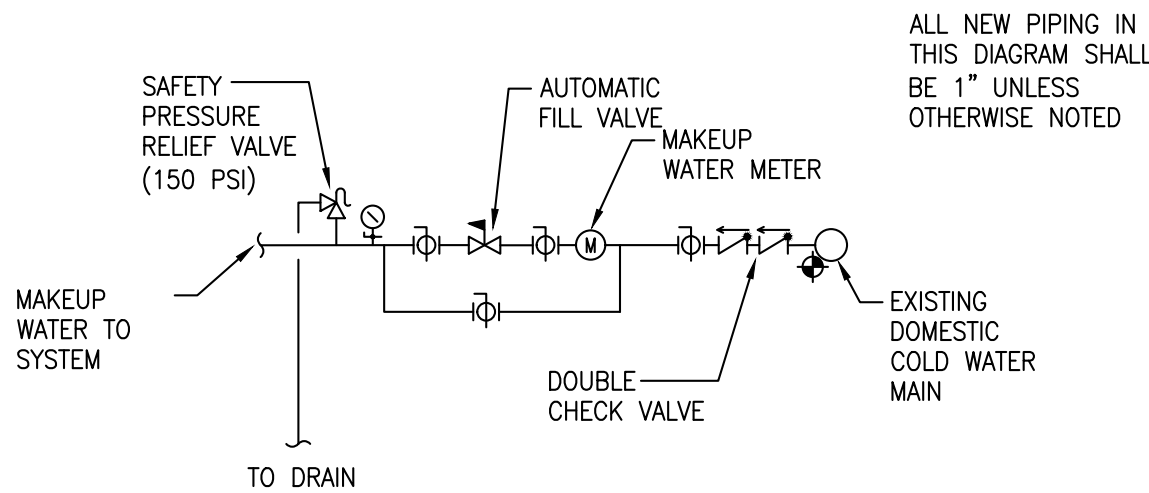 ALL NEW PIPING IN
THIS DIAGRAM SHALL
BE 1" UNLESS
OTHERWISE NOTED
SAFETY
PRESSURE
RELIEF VALVE
(150 PSI)
AUTOMATIC
FILL VALVE
MAKEUP
WATER METER
M
MAKEUP
WATER TO
SYSTEM
EXISTING
DOMESTIC
COLD WATER
MAIN
DOUBLE
CHECK VALVE
TO DRAIN